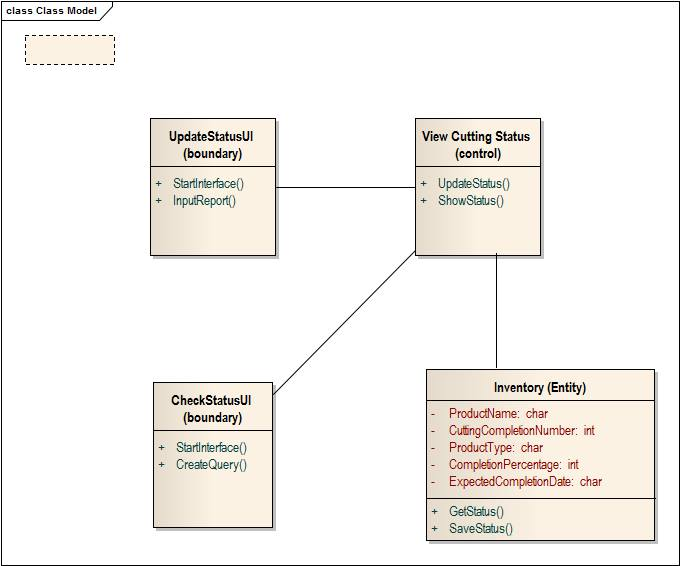 class Class Model
UpdateStatusUI
(boundary)
+ StartInterface()
+ InputReport()
View Cutting Status
(control)
+ UpdateStatus()
+ ShowStatus()
CheckStatusUI
(boundary)
+ StartInterface()
+ CreateQuery()
Inventory (Entity)
- ProductName: char
- CuttingCompletionNumber: int
- ProductType: char
- CompletionPercentage: int
- ExpectedCompletionDate: char
+ GetStatus()
+ SaveStatus()